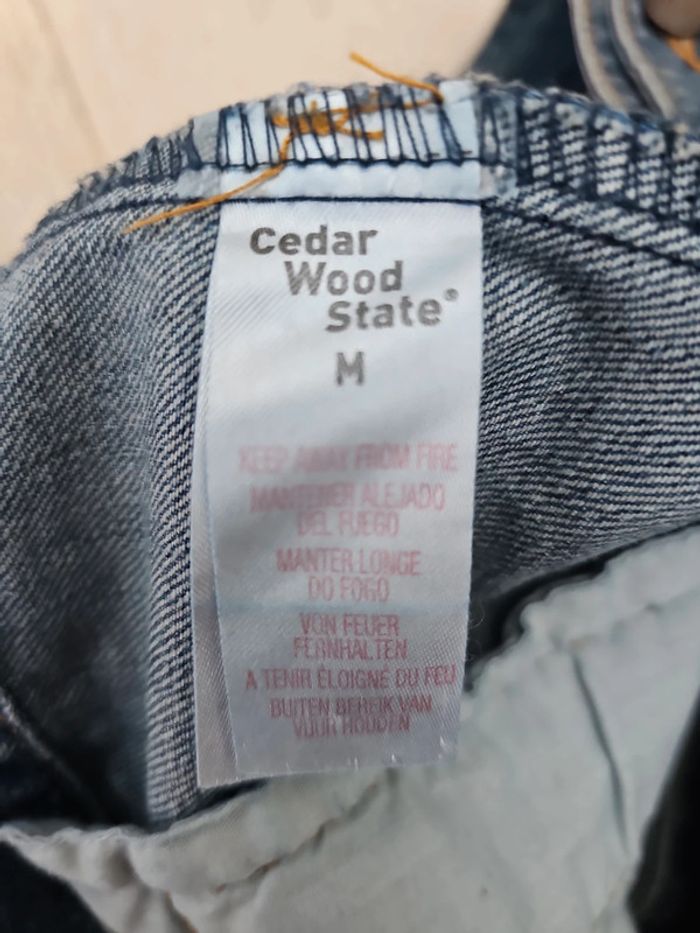 Cedar
Wood
State®
M
KEEP AWAY FROM FIRE
MANTENER ALEJADO
DEL FUEGO
MANTER LONGE
DO FOGO
VON FEUER
FERNHALTEN
A TENIR ÉLOIGNÉ DU FEU
BUITEN BEREIK VAN
VUUR HOUDEN